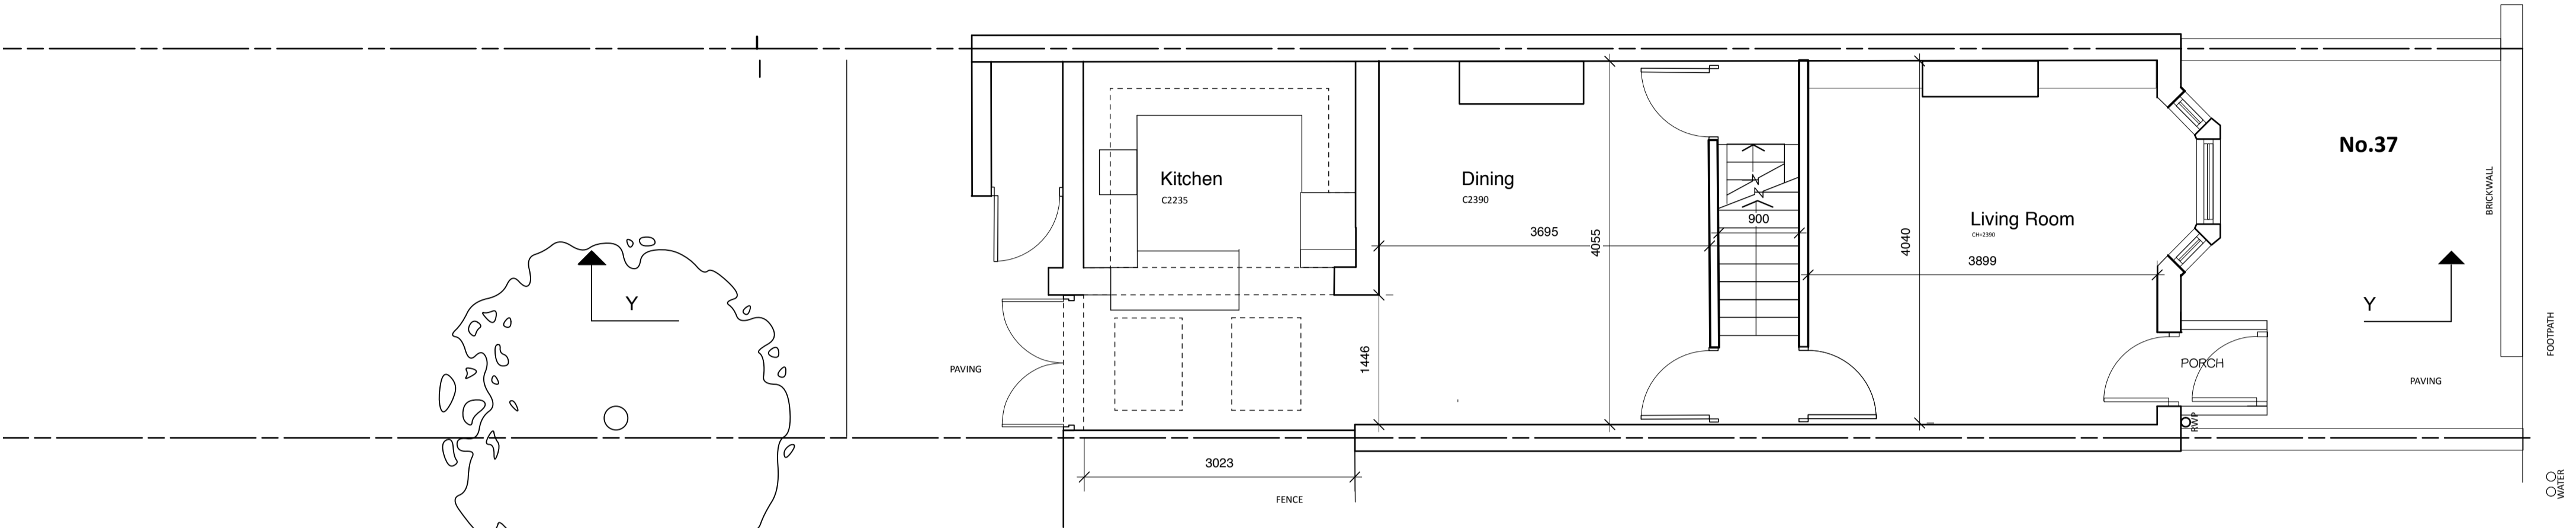 No.37
BRICKWALL
Kitchen
C2235
Dining
C2390
900
Living Room
CH=2390
3695
4055
4040
3899
Y
Y
FOOTPATH
1446
PAVING
PORCH
PAVING
RWP
3023
FENCE
WATER